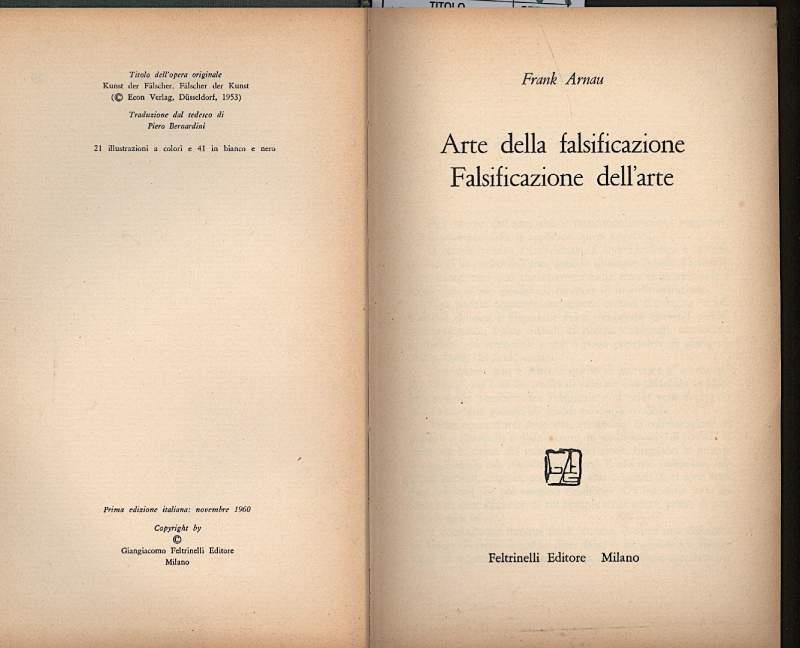 TITOLO
Titolo dell'opera originale
Kunst der Fälscher. Fälscher der Kunst
(© Econ Verlag, Düsseldorf, 1953)
Traduzione dal tedesco di
Piero Bernardini
21 illustrazioni a colori e 41 in bianco e nero
Prima edizione italiana: novembre 1960
Copyright by
©
Giangiacomo Feltrinelli Editore
Milano
Frank Arnau
Arte della falsificazione
Falsificazione dell'arte
Feltrinelli Editore Milano